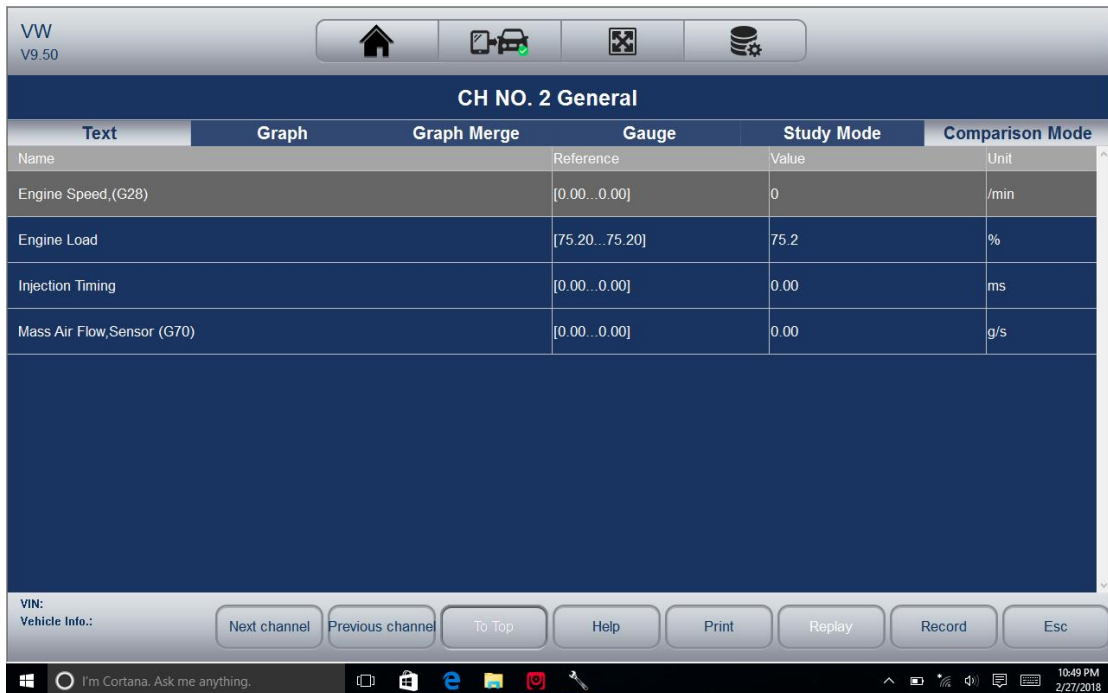 VW
V9.50
CH NO. 2 General
Text Graph Graph Merge Gauge Study Mode Comparison Mode
Name Reference Value Unit
Engine Speed,(G28) [0.00...0.00] 0 /min
Engine Load [75.20...75.20] 75.2 %
Injection Timing [0.00...0.00] 0.00 ms
Mass Air Flow,Sensor (G70) [0.00...0.00] 0.00 g/s
VIN:
Vehicle Info.:
Next channel Previous channel To Top Help Print Replay Record Esc
I'm Cortana. Ask me anything.
10:49 PM
2/27/2018